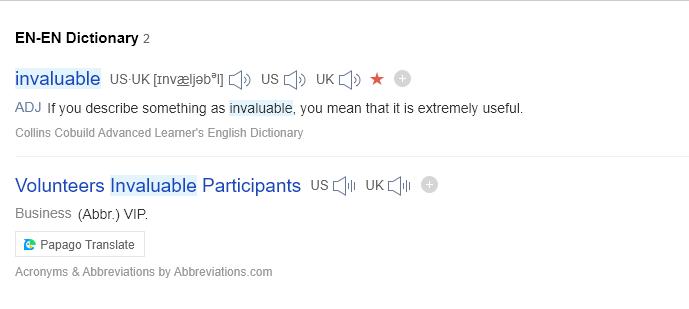 EN-EN Dictionary 2
invaluable US·UK [ɪnvæljəbᵊl] US UK
ADJ If you describe something as invaluable, you mean that it is extremely useful.
Collins Cobuild Advanced Learner's English Dictionary
Volunteers Invaluable Participants US UK
Business (Abbr.) VIP.
Papago Translate
Acronyms & Abbreviations by Abbreviations.com